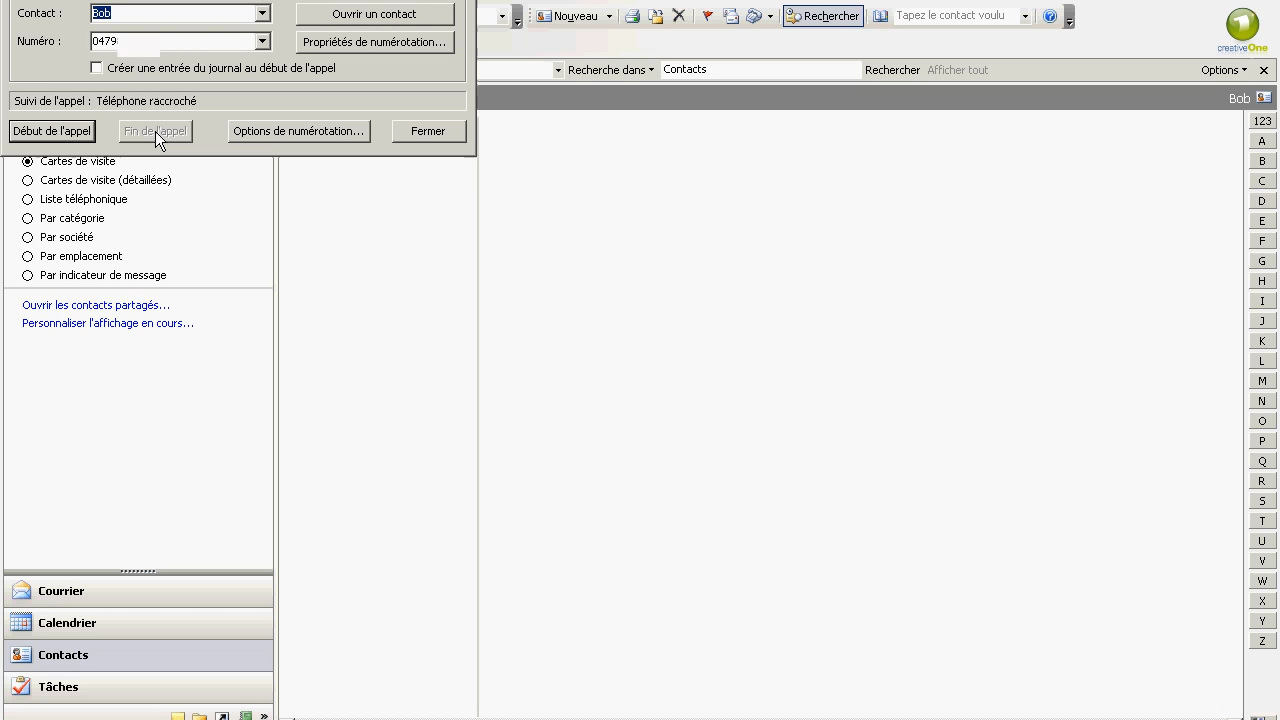 Contact : Bob Ouvrir un contact
Numéro : 0479 Propriétés de numérotation...
Créer une entrée du journal au début de l'appel
Suivi de l'appel : Téléphone raccroché
Début de l'appel Fin de l'appel Options de numérotation... Fermer
Nouveau Rechercher Tapez le contact voulu
creativeOne
Recherche dans Contacts Rechercher Afficher tout Options
Bob
Cartes de visite
Cartes de visite (détaillées)
Liste téléphonique
Par catégorie
Par société
Par emplacement
Par indicateur de message
Ouvrir les contacts partagés...
Personnaliser l'affichage en cours...
Courrier
Calendrier
Contacts
Tâches
123
A
B
C
D
E
F
G
H
I
J
K
L
M
N
O
P
Q
R
S
T
U
V
W
X
Y
Z